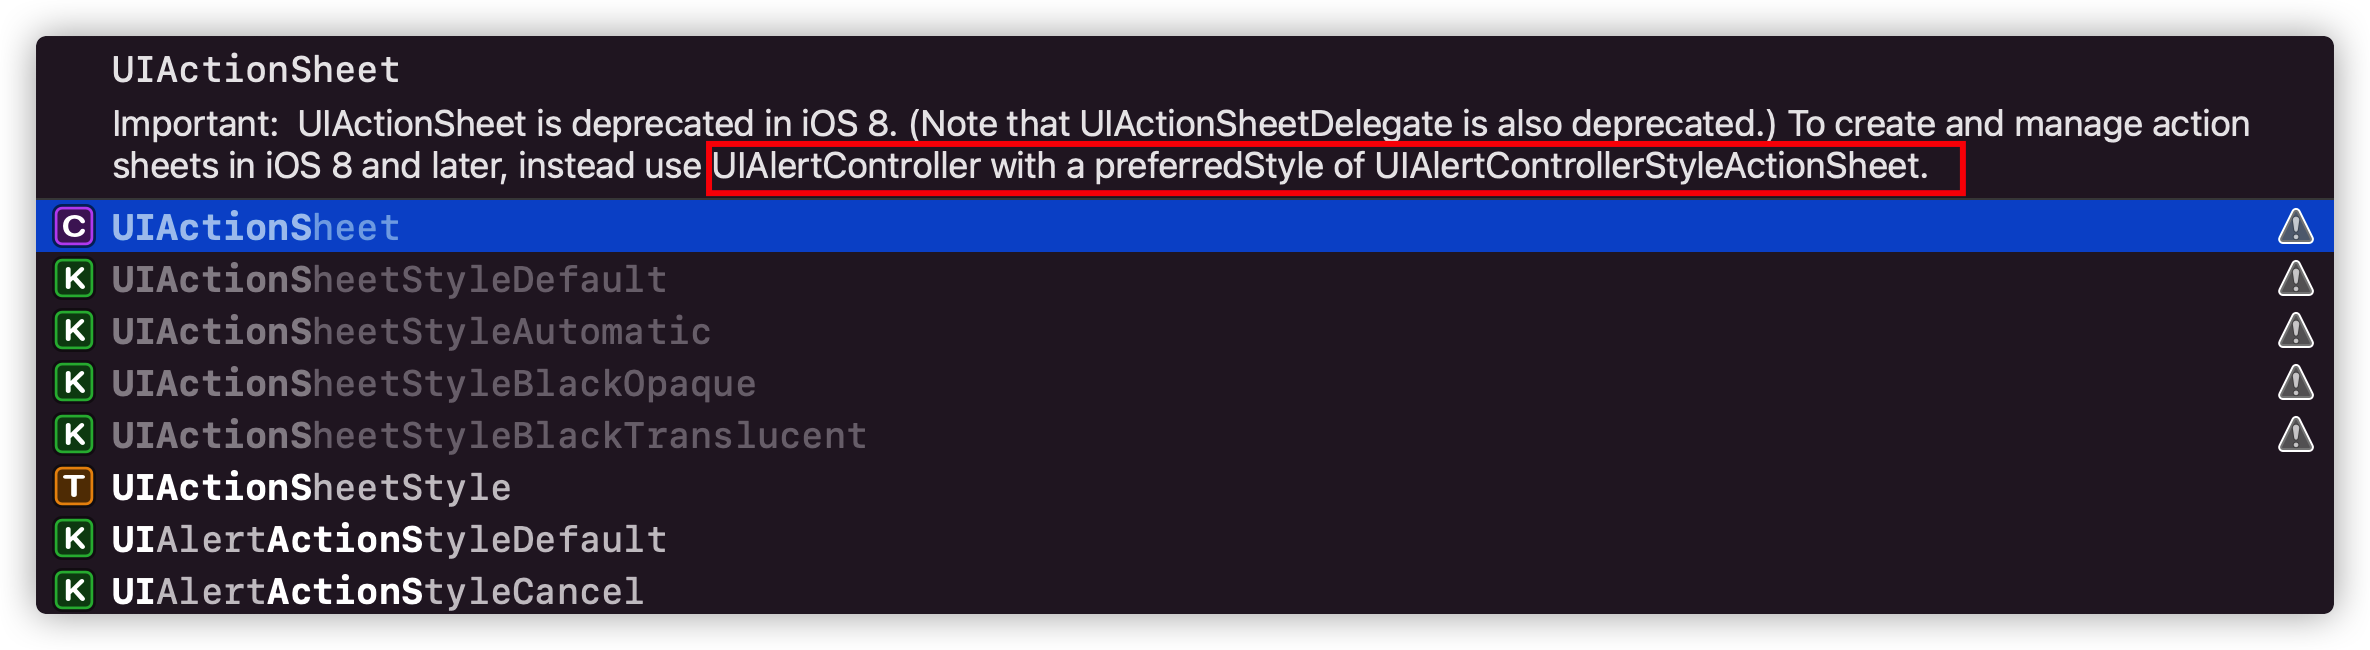 UIActionSheet
Important:  UIActionSheet is deprecated in iOS 8. (Note that UIActionSheetDelegate is also deprecated.) To create and manage action
sheets in iOS 8 and later, instead use UIAlertController with a preferredStyle of UIAlertControllerStyleActionSheet.
C UIActionSheet
K UIActionSheetStyleDefault
K UIActionSheetStyleAutomatic
K UIActionSheetStyleBlackOpaque
K UIActionSheetStyleBlackTranslucent
T UIActionSheetStyle
K UIAlertActionStyleDefault
K UIAlertActionStyleCancel